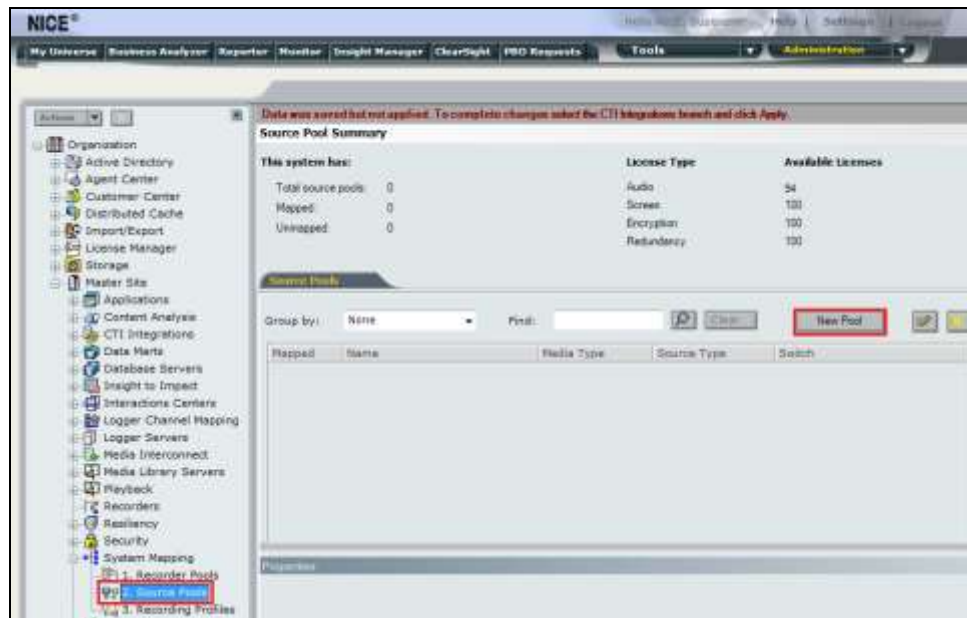 NICE®
Help | Settings |
My Universe Business Analyzer Reporter Monitor Insight Manager ClearSight PBO Requests Tools Administration
Actions
Data was saved but not applied. To complete changes select the CTI Integrations branch and click Apply.
Source Pool Summary
Organization
Active Directory
Agent Center
Customer Center
Distributed Cache
Import/Export
License Manager
Storage
Master Site
Applications
Content Analysis
CTI Integrations
Data Marts
Database Servers
Insight to Impact
Interactions Centers
Logger Channel Mapping
Logger Servers
Media Interconnect
Media Library Servers
Playback
Recorders
Resiliency
Security
System Mapping
1. Recorder Pools
2. Source Pools
3. Recording Profiles
This system has: License Type Available Licenses
Total source pools: 0 Audio 94
Mapped: 0 Screen 100
Unmapped: 0 Encryption 100
Redundancy 100
Source Pools
Group by: None Find: Clear New Pool
Mapped Name Media Type Source Type Switch
Properties